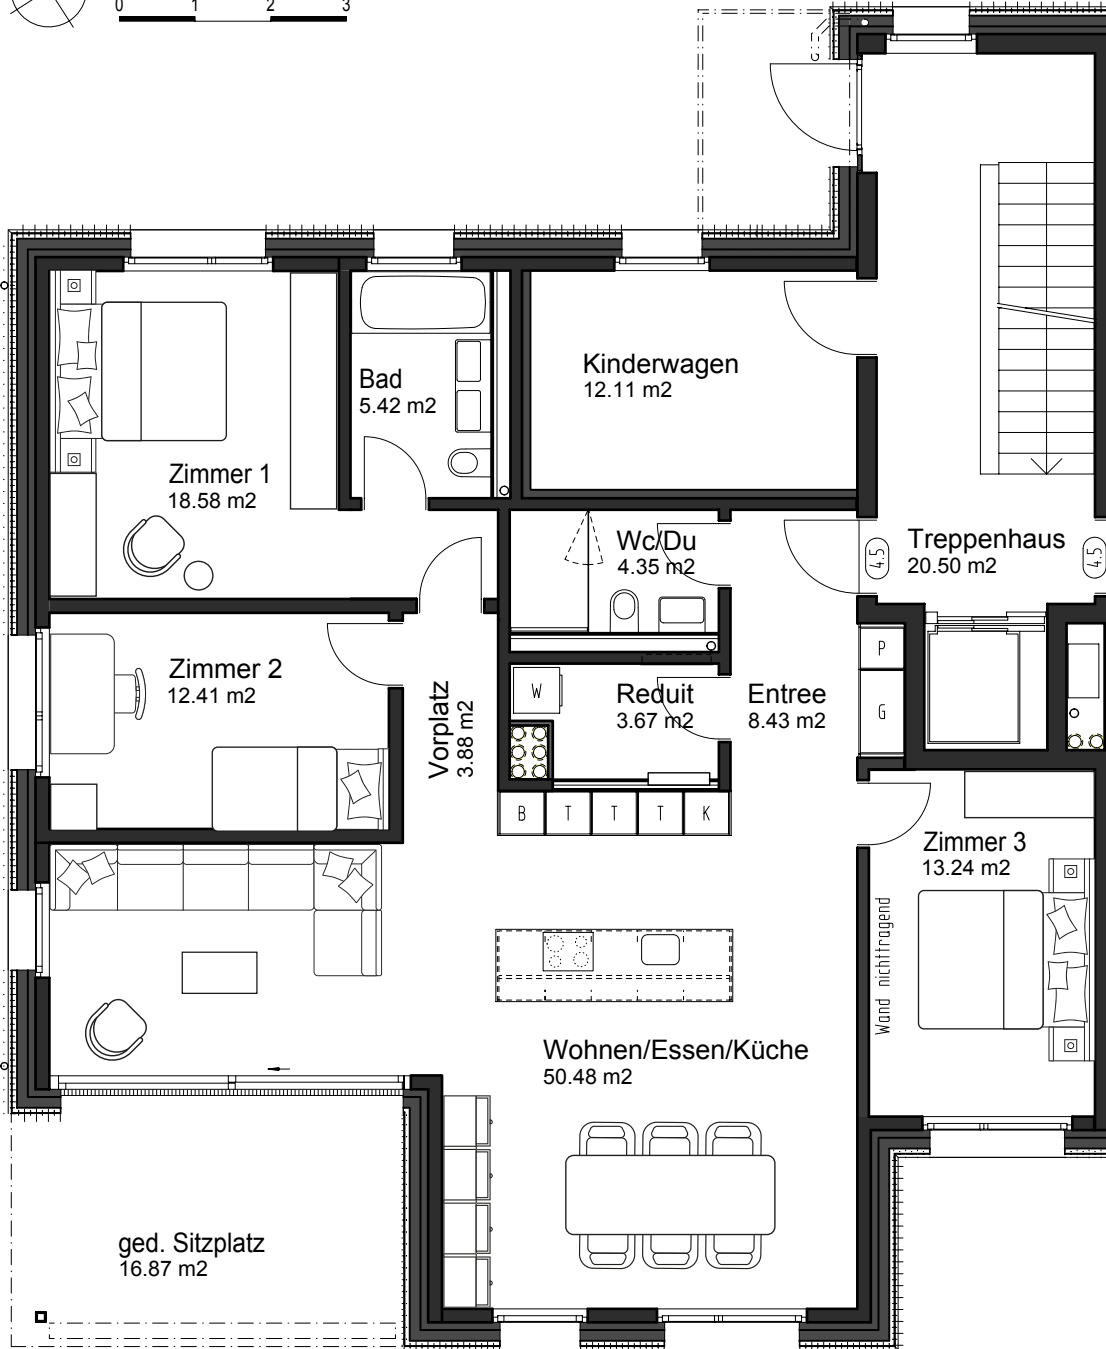 0 1 2 3
Kinderwagen
12.11 m2
Bad
5.42 m2
Zimmer 1
18.58 m2
Wc/Du
4.35 m2
4.5
Treppenhaus
20.50 m2
4.5
Zimmer 2
12.41 m2
Vorplatz
3.88 m2
W
Reduit
3.67 m2
Entree
8.43 m2
P
G
B T T T K
Zimmer 3
13.24 m2
Wand nichttragend
Wohnen/Essen/Küche
50.48 m2
ged. Sitzplatz
16.87 m2